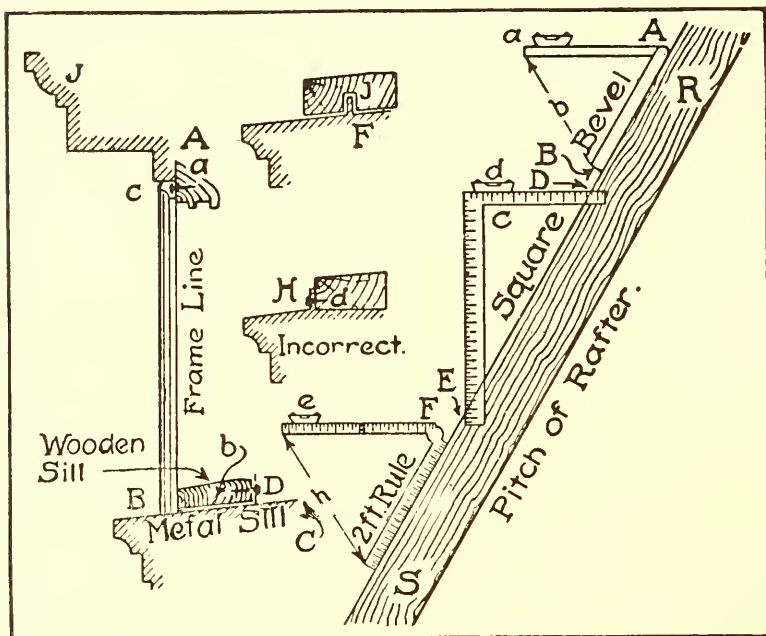 J
A
a
c
Frame Line
Wooden
Sill
b
B
D
Metal Sill
C
J
F
H
d
Incorrect.
a
A
b
Bevel
R
B
d
D
C
Square
Pitch of Rafter.
E
e
F
h
2ft Rule
S